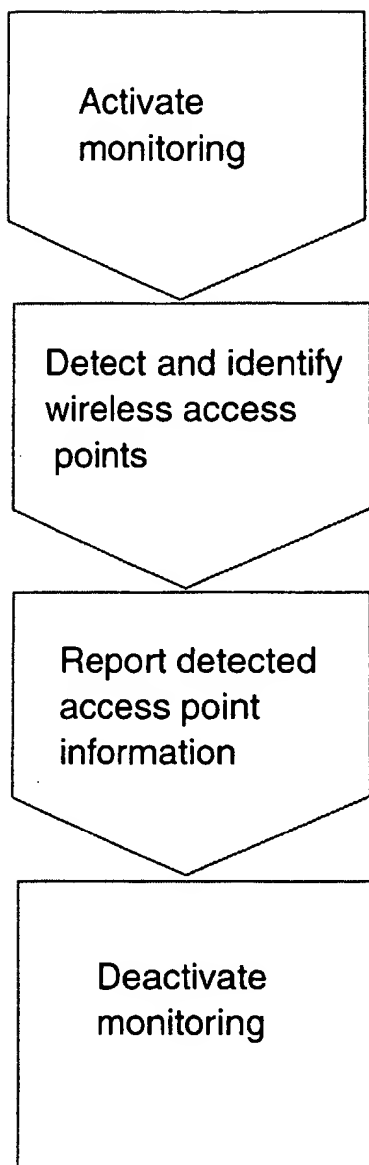 Activate
monitoring
Detect and identify
wireless access
points
Report detected
access point
information
Deactivate
monitoring